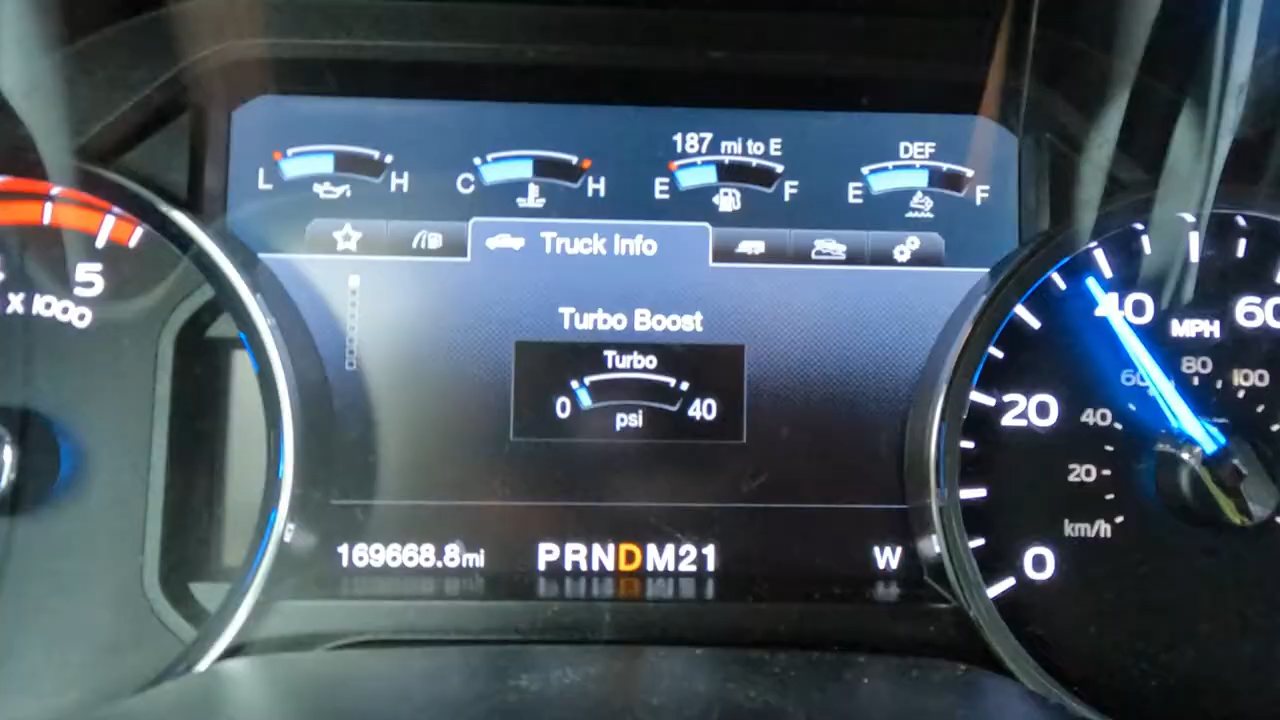 187 mi to E
DEF
L H
C H
E F
E F
Truck Info
5
x 1000
Turbo Boost
Turbo
0 40
psi
40
60
MPH
80
60
100
20
40
20
km/h
0
169668.8mi
PRNDM21
W